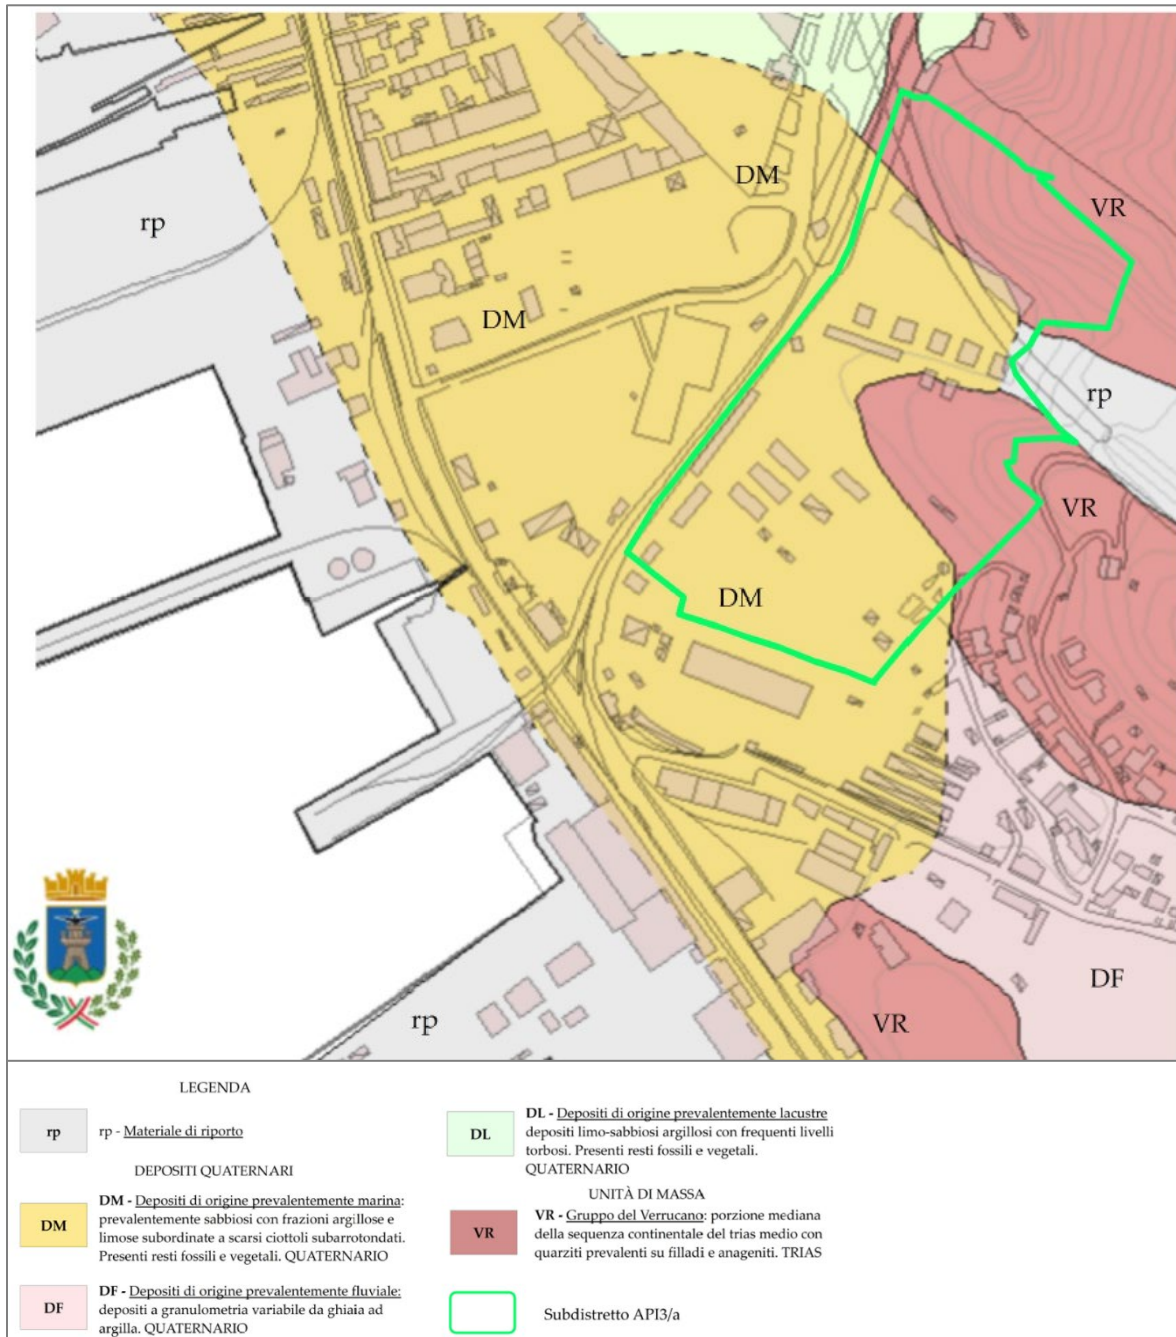 DM
VR
rp
DM
rp
VR
DM
DF
rp
VR
LEGENDA
rp
rp - Materiale di riporto
DEPOSITI QUATERNARI
DM
DM - Depositi di origine prevalentemente marina:
prevalentemente sabbiosi con frazioni argillose e
limose subordinate a scarsi ciottoli subarrotondati.
Presenti resti fossili e vegetali. QUATERNARIO
DF
DF - Depositi di origine prevalentemente fluviale:
depositi a granulometria variabile da ghiaia ad
argilla. QUATERNARIO
DL
DL - Depositi di origine prevalentemente lacustre
depositi limo-sabbiosi argillosi con frequenti livelli
torbosi. Presenti resti fossili e vegetali.
QUATERNARIO
UNITÀ DI MASSA
VR
VR - Gruppo del Verrucano: porzione mediana
della sequenza continentale del trias medio con
quarziti prevalenti su filladi e anageniti. TRIAS
Subdistretto API3/a